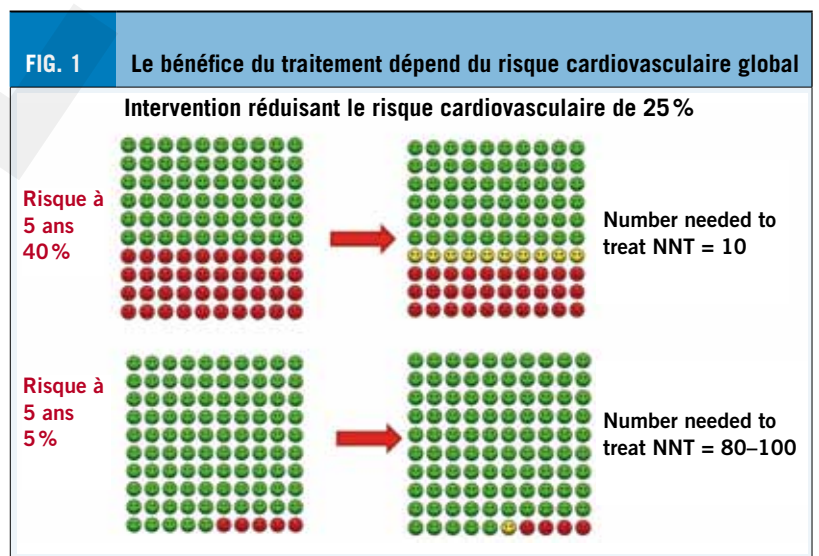 FIG. 1 Le bénéfice du traitement dépend du risque cardiovasculaire global
Intervention réduisant le risque cardiovasculaire de 25 %
Risque à
5 ans
40 %
Number needed to
treat NNT = 10
Risque à
5 ans
5 %
Number needed to
treat NNT = 80–100